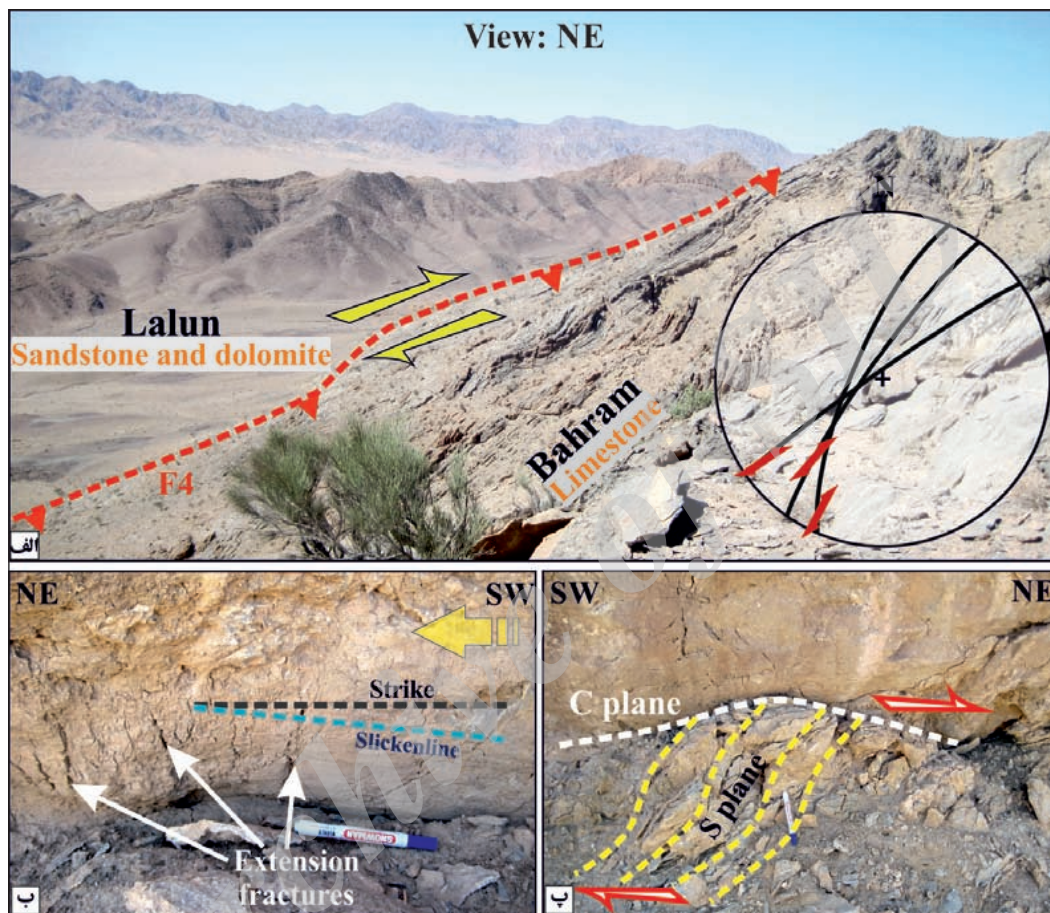 View: NE
N
Lalun
Sandstone and dolomite
Bahram
Limestone
F4
الف
NE
SW
Strike
Slickenline
Extension
fractures
ب
SW
NE
C plane
S plane
پ